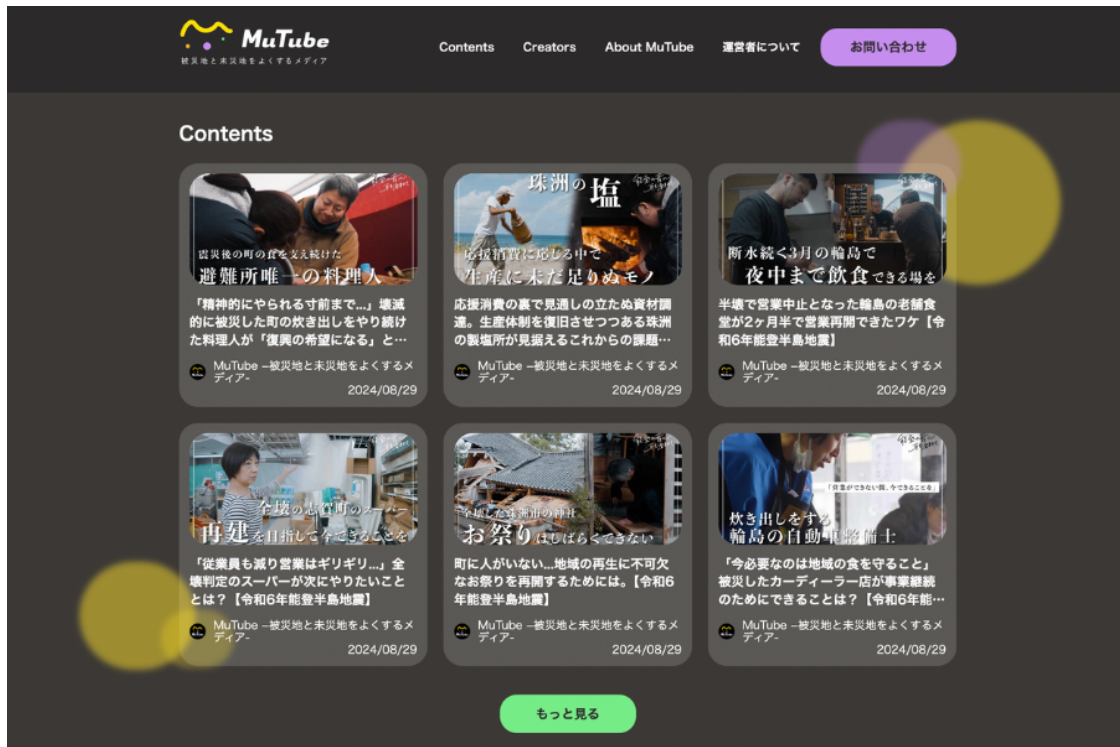 MuTube
被災地と未災地をよくするメディア
Contents
Creators
About MuTube
運営者について
お問い合わせ
Contents
震災後の町の食を支え続けた
避難所唯一の料理人
「精神的にやられる寸前まで…」壊滅
的に被災した町の炊き出しをやり続け
た料理人が「復興の希望になる」と…
MuTube –被災地と未災地をよくするメ
ディア-
2024/08/29
珠洲の塩
応援消費に応じる中で
生産に未だ足りぬモノ
応援消費の裏で見通しの立たぬ資材調
達。生産体制を復旧させつつある珠洲
の製塩所が見据えるこれからの課題…
MuTube –被災地と未災地をよくするメ
ディア-
2024/08/29
断水続く3月の輪島で
夜中まで飲食できる場を
半壊で営業中止となった輪島の老舗食
堂が2ヶ月半で営業再開できたワケ【令
和6年能登半島地震】
MuTube –被災地と未災地をよくするメ
ディア-
2024/08/29
全壊の志賀町のスーパー
再建を目指して今できることを
「従業員も減り営業はギリギリ…」全
壊判定のスーパーが次にやりたいこと
とは？【令和6年能登半島地震】
MuTube –被災地と未災地をよくするメ
ディア-
2024/08/29
全壊した珠洲市の神社
お祭りはしばらくできない
町に人がいない…地域の再生に不可欠
なお祭りを再開するためには。【令和6
年能登半島地震】
MuTube –被災地と未災地をよくするメ
ディア-
2024/08/29
「営業ができない間、今できることを」
炊き出しをする
輪島の自動車整備士
「今必要なのは地域の食を守ること」
被災したカーディーラー店が事業継続
のためにできることは？【令和6年能…
MuTube –被災地と未災地をよくするメ
ディア-
2024/08/29
もっと見る